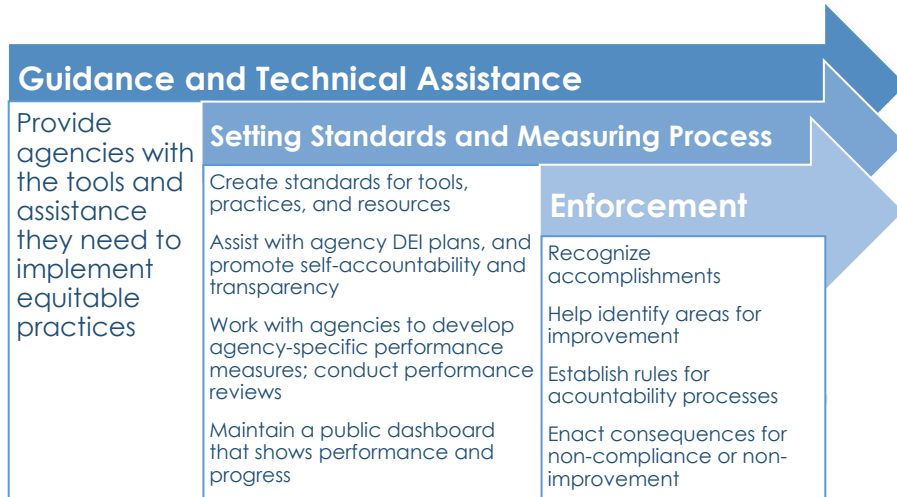 Guidance and Technical Assistance
Provide
agencies with
the tools and
assistance
they need to
implement
equitable
practices
Setting Standards and Measuring Process
Create standards for tools,
practices, and resources
Assist with agency DEI plans, and
promote self-accountability and
transparency
Work with agencies to develop
agency-specific performance
measures; conduct performance
reviews
Maintain a public dashboard
that shows performance and
progress
Enforcement
Recognize
accomplishments
Help identify areas for
improvement
Establish rules for
acountability processes
Enact consequences for
non-compliance or non-
improvement